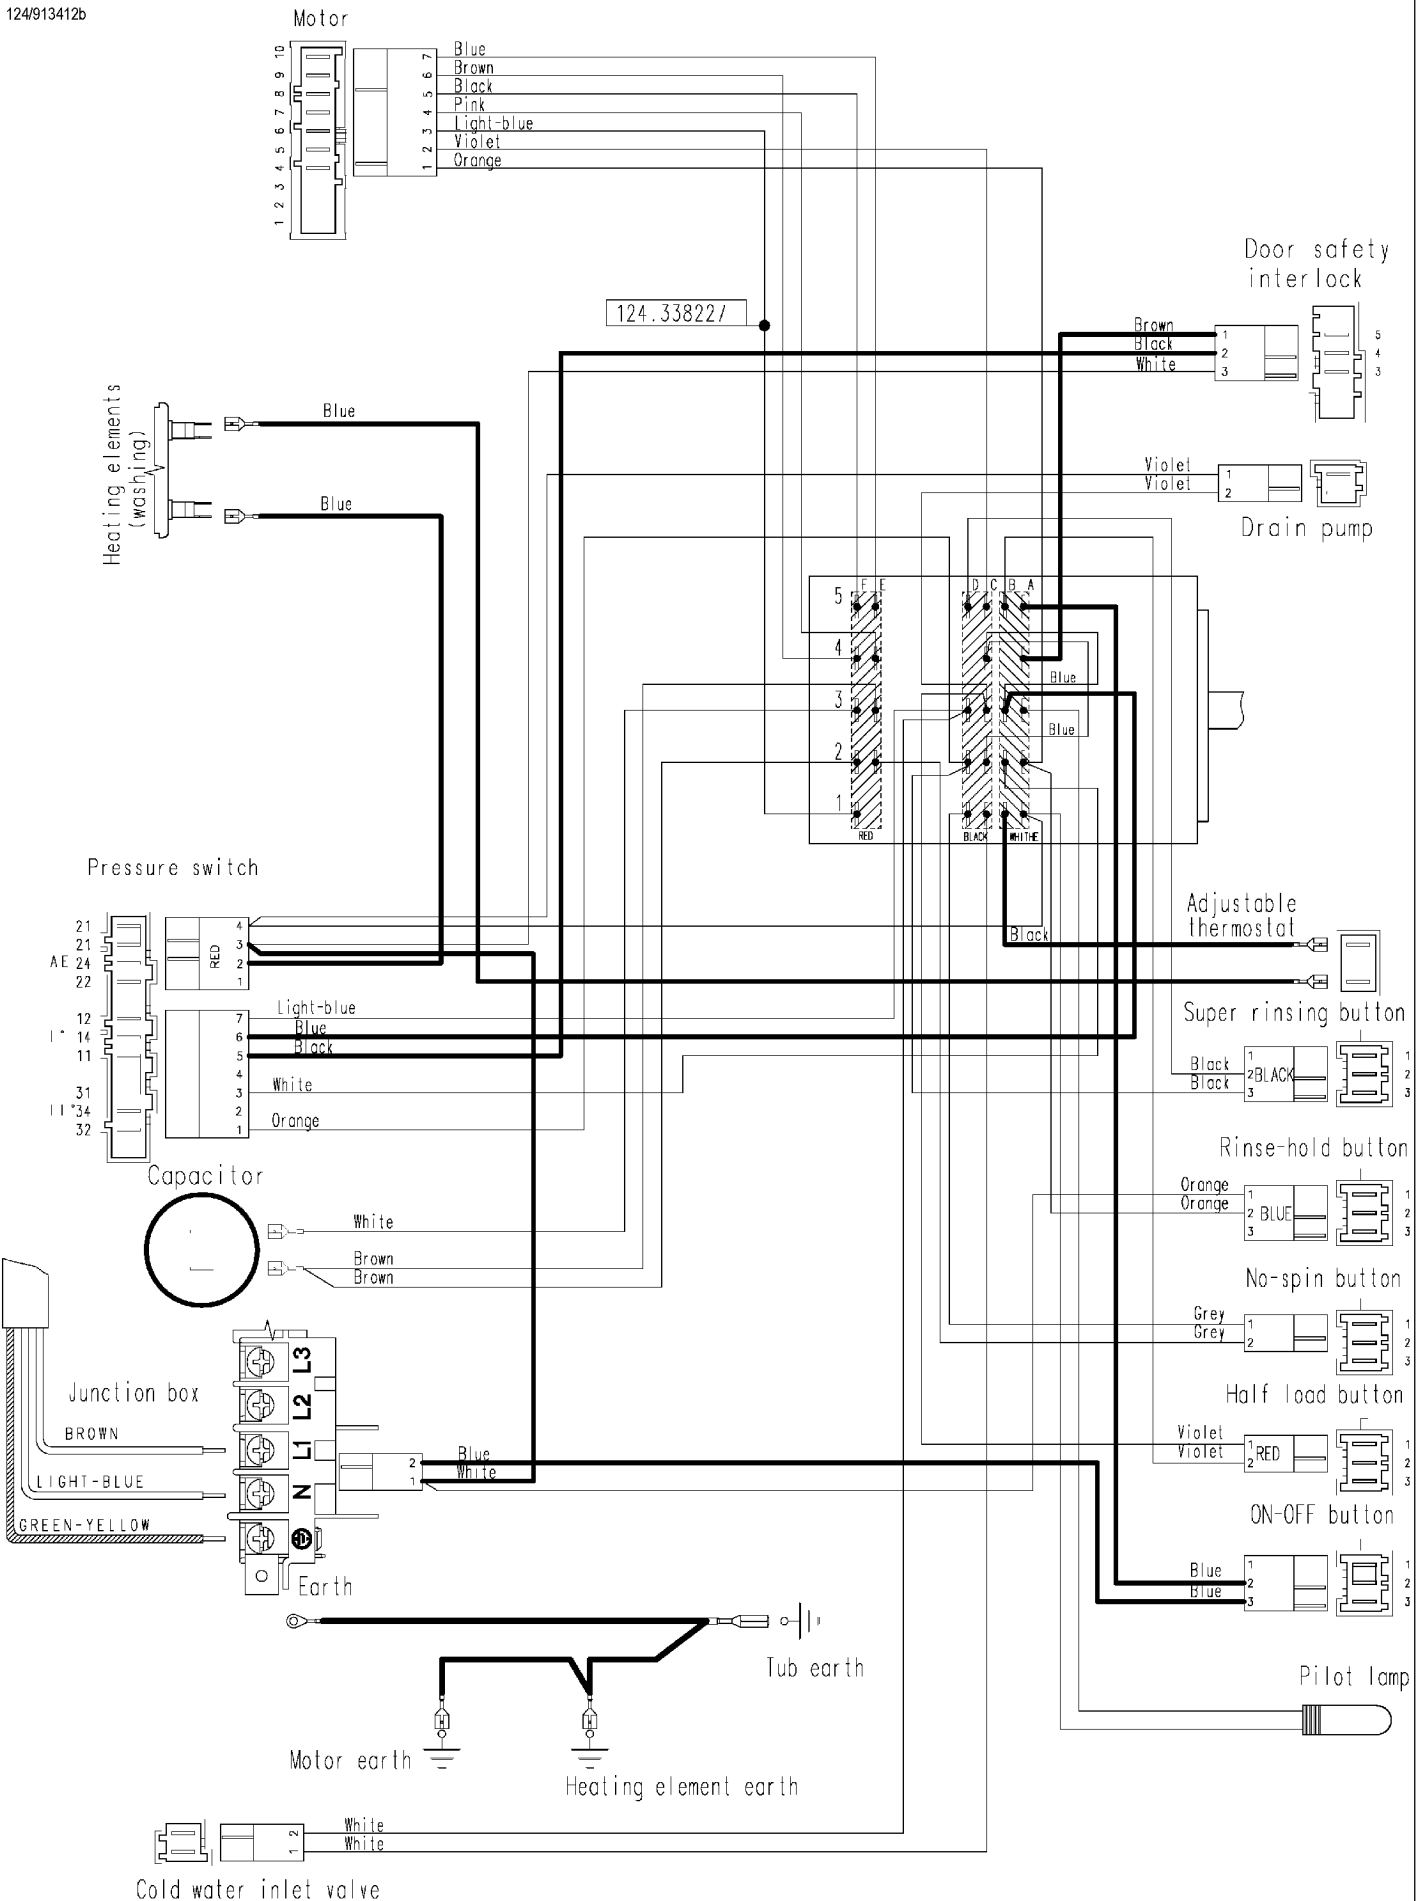 124/913412b
Motor
10
9
8
7
6
5
4
3
2
1
7
6
5
4
3
2
1
Blue
Brown
Black
Pink
Light-blue
Violet
Orange
124.33822/
Door safety
interlock
Brown
Black
White
1
2
3
5
4
3
Heating elements
(washing)
Blue
Blue
Violet
Violet
1
2
Drain pump
F E D C B A
5
4
3
2
1
Blue
Blue
RED
BLACK
WHITHE
Pressure switch
21
21
AE 24
22
12
I° 14
11
31
II°34
32
RED
4
3
2
1
7
6
5
4
3
2
1
Light-blue
Blue
Black
White
Orange
Adjustable
thermostat
Black
Super rinsing button
Black
Black
1
2
3
BLACK
1
2
3
Rinse-hold button
Orange
Orange
1
2
3
BLUE
1
2
3
No-spin button
Grey
Grey
1
2
1
2
3
Half load button
Violet
Violet
1
2
RED
1
2
3
ON-OFF button
Blue
Blue
1
2
3
1
2
3
Pilot lamp
Capacitor
White
Brown
Brown
Junction box
BROWN
LIGHT-BLUE
GREEN-YELLOW
L3
L2
L1
N
2
1
Blue
White
Earth
Tub earth
Motor earth
Heating element earth
2
1
White
White
Cold water inlet valve